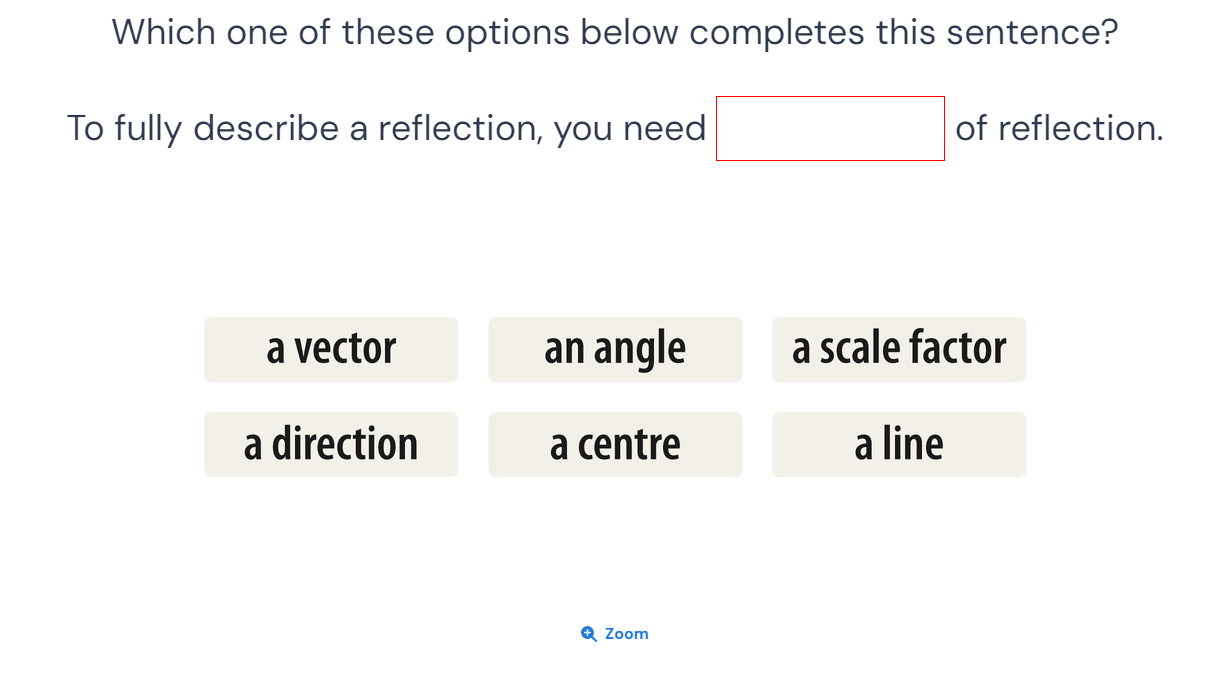 Which one of these options below completes this sentence?
To fully describe a reflection, you need of reflection.
a vector an angle a scale factor
a direction a centre a line
Zoom